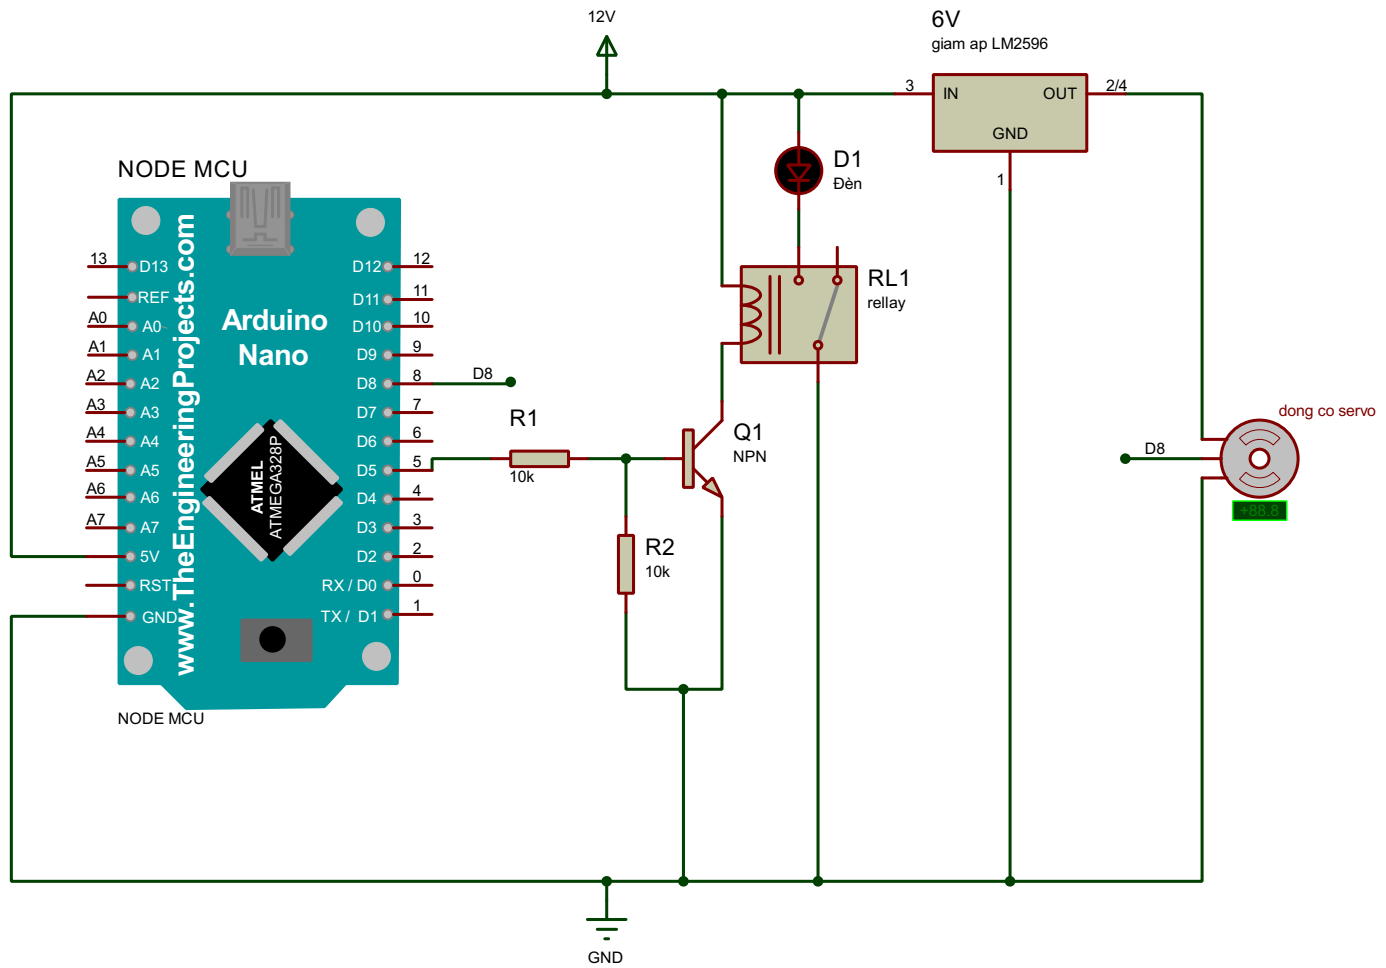 12V
6V
giam ap LM2596
3
IN
OUT
2/4
GND
1
NODE MCU
D1
Đèn
RL1
rellay
www.TheEngineeringProjects.com
Arduino
Nano
ATMEL
ATMEGA328P
13
D13
REF
A0
A0
A1
A1
A2
A2
A3
A3
A4
A4
A5
A5
A6
A6
A7
A7
5V
RST
GND
D12
12
D11
11
D10
10
D9
9
D8
8
D7
7
D6
6
D5
5
D4
4
D3
3
D2
2
RX / D0
0
TX / D1
1
NODE MCU
D8
R1
10k
Q1
NPN
R2
10k
dong co servo
D8
+88.8
GND